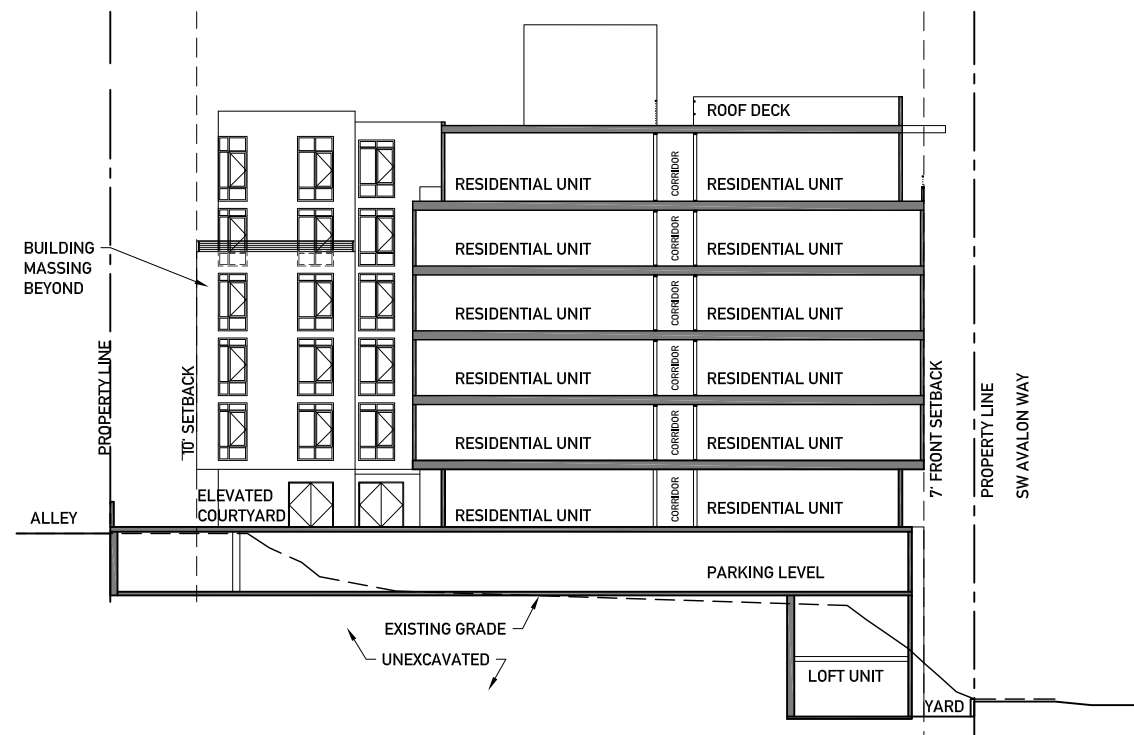 ROOF DECK
RESIDENTIAL UNIT
CORRIDOR
RESIDENTIAL UNIT
RESIDENTIAL UNIT
CORRIDOR
RESIDENTIAL UNIT
BUILDING
MASSING
BEYOND
RESIDENTIAL UNIT
CORRIDOR
RESIDENTIAL UNIT
RESIDENTIAL UNIT
CORRIDOR
RESIDENTIAL UNIT
PROPERTY LINE
10' SETBACK
RESIDENTIAL UNIT
CORRIDOR
RESIDENTIAL UNIT
7' FRONT SETBACK
PROPERTY LINE
SW AVALON WAY
ELEVATED
COURTYARD
RESIDENTIAL UNIT
CORRIDOR
RESIDENTIAL UNIT
ALLEY
PARKING LEVEL
EXISTING GRADE
UNEXCAVATED
LOFT UNIT
YARD